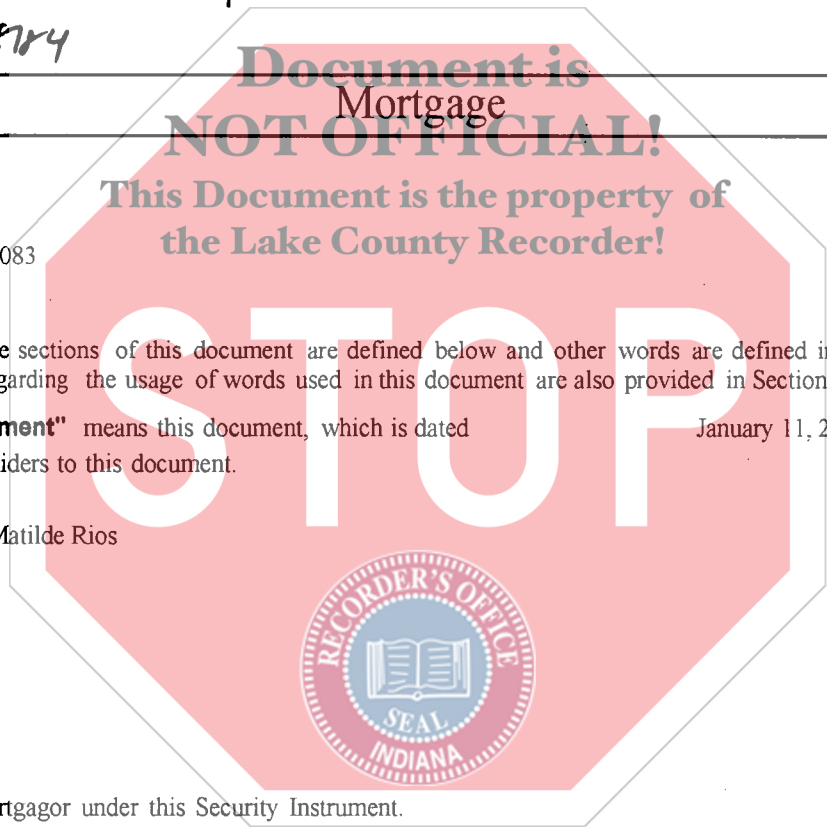 784
Document is
Mortgage
NOT OFFICIAL!
This Document is the property of
the Lake County Recorder!
083
e sections of this document are defined below and other words are defined in
garding the usage of words used in this document are also provided in Section
ment" means this document, which is dated January 11, 2
iders to this document.
STOP
Matilde Rios
RECORDER'S OFFICE
SEAL
INDIANA
rtgagor under this Security Instrument.